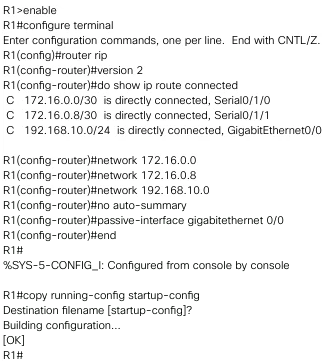 R1>enable
R1#configure terminal
Enter configuration commands, one per line. End with CNTL/Z.
R1(config)#router rip
R1(config-router)#version 2
R1(config-router)#do show ip route connected
C 172.16.0.0/30 is directly connected, Serial0/1/0
C 172.16.0.8/30 is directly connected, Serial0/1/1
C 192.168.10.0/24 is directly connected, GigabitEthernet0/0
R1(config-router)#network 172.16.0.0
R1(config-router)#network 172.16.0.8
R1(config-router)#network 192.168.10.0
R1(config-router)#no auto-summary
R1(config-router)#passive-interface gigabitethernet 0/0
R1(config-router)#end
R1#
%SYS-5-CONFIG_I: Configured from console by console
R1#copy running-config startup-config
Destination filename [startup-config]?
Building configuration...
[OK]
R1#